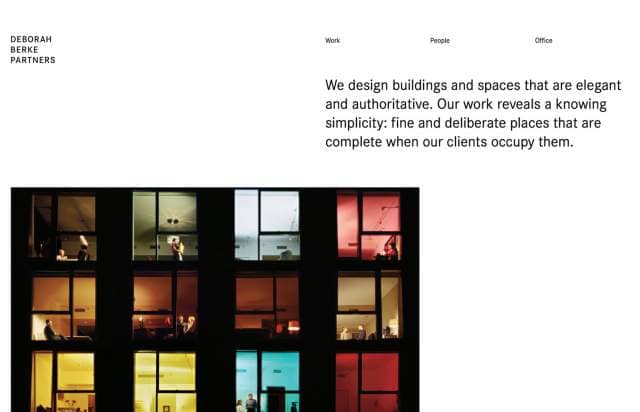 DEBORAH
BERKE
PARTNERS
Work
People
Office
We design buildings and spaces that are elegant
and authoritative. Our work reveals a knowing
simplicity: fine and deliberate places that are
complete when our clients occupy them.